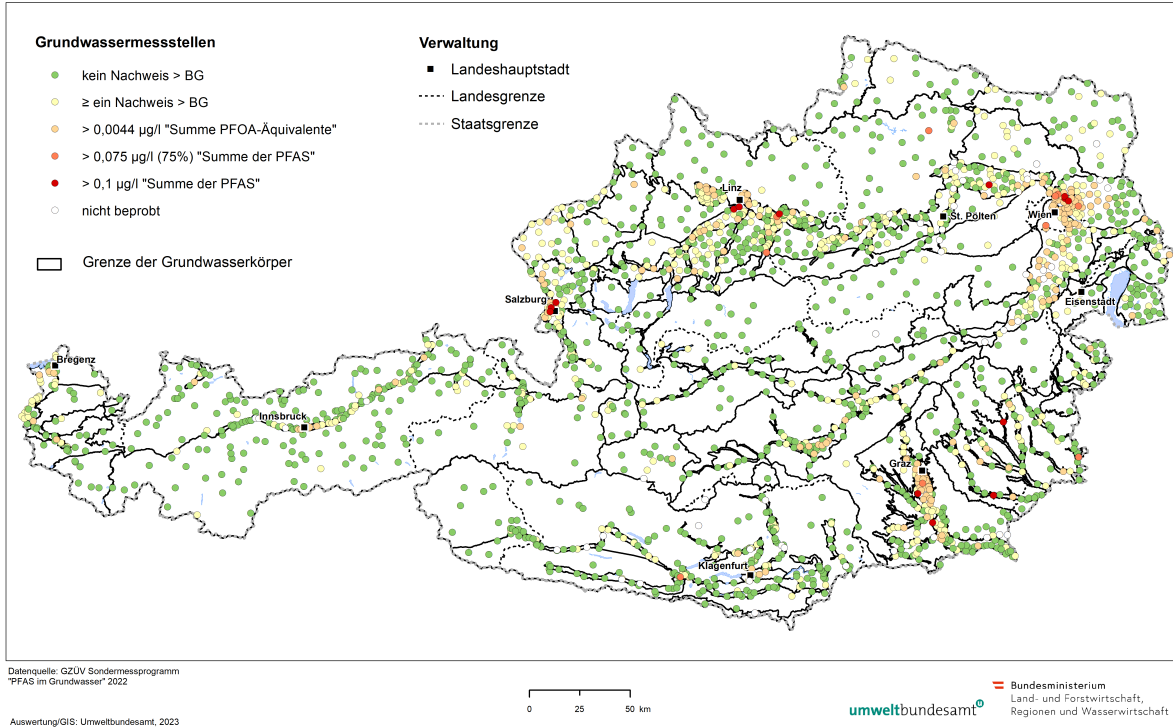 Grundwassermessstellen
kein Nachweis > BG
≥ ein Nachweis > BG
> 0,0044 µg/l "Summe PFOA-Äquivalente"
> 0,075 µg/l (75%) "Summe der PFAS"
> 0,1 µg/l "Summe der PFAS"
nicht beprobt
Grenze der Grundwasserkörper
Verwaltung
Landeshauptstadt
Landesgrenze
Staatsgrenze
Linz
St. Pölten
Wien
Eisenstadt
Salzburg
Bregenz
Innsbruck
Graz
Klagenfurt
Datenquelle: GZÜV Sondermessprogramm
"PFAS im Grundwasser" 2022
Auswertung/GIS: Umweltbundesamt, 2023
0 25 50 km
umweltbundesamt
Bundesministerium
Land- und Forstwirtschaft,
Regionen und Wasserwirtschaft